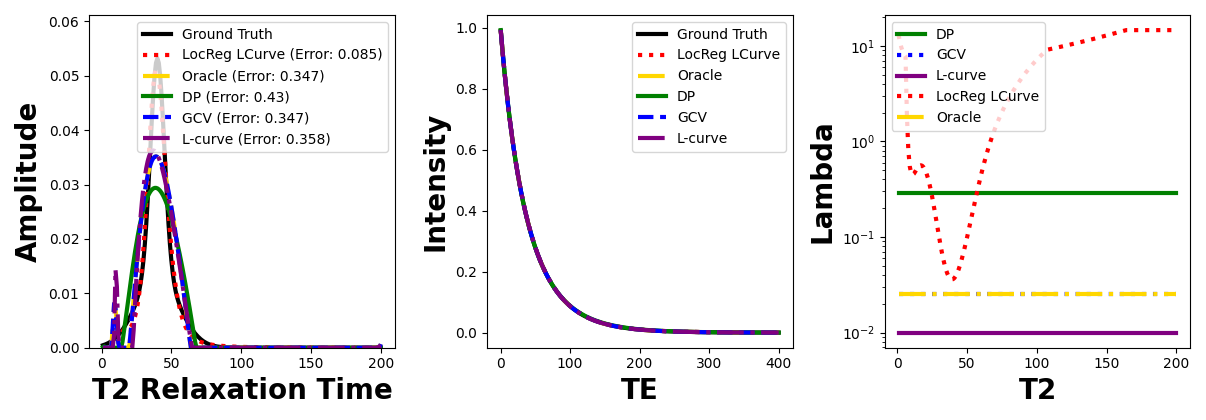 0.06
0.05
0.04
0.03
0.02
0.01
0.00
Amplitude
Ground Truth
LocReg LCurve (Error: 0.085)
Oracle (Error: 0.347)
DP (Error: 0.43)
GCV (Error: 0.347)
L-curve (Error: 0.358)
0 50 100 150 200
T2 Relaxation Time
1.0
0.8
0.6
0.4
0.2
0.0
Intensity
Ground Truth
LocReg LCurve
Oracle
DP
GCV
L-curve
0 100 200 300 400
TE
10¹
10⁰
10⁻¹
10⁻²
Lambda
DP
GCV
L-curve
LocReg LCurve
Oracle
0 50 100 150 200
T2